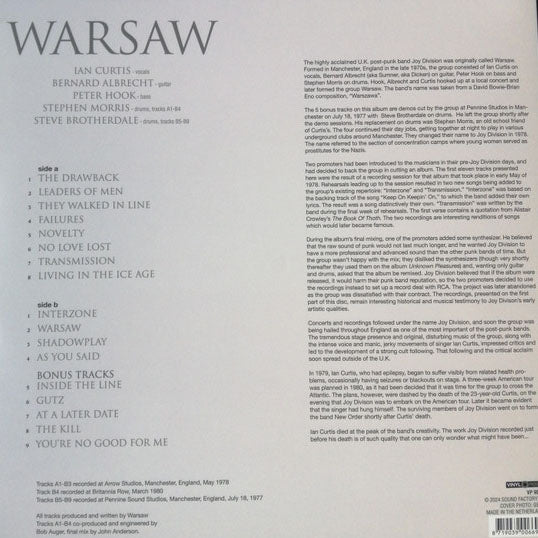 WARSAW
IAN CURTIS - vocals
BERNARD ALBRECHT - guitar
PETER HOOK - bass
STEPHEN MORRIS - drums, tracks A1-B4
STEVE BROTHERDALE - drums, tracks B5-B9
side a
1 THE DRAWBACK
2 LEADERS OF MEN
3 THEY WALKED IN LINE
4 FAILURES
5 NOVELTY
6 NO LOVE LOST
7 TRANSMISSION
8 LIVING IN THE ICE AGE
side b
1 INTERZONE
2 WARSAW
3 SHADOWPLAY
4 AS YOU SAID
BONUS TRACKS
5 INSIDE THE LINE
6 GUTZ
7 AT A LATER DATE
8 THE KILL
9 YOU'RE NO GOOD FOR ME
Tracks A1-B3 recorded at Arrow Studios, Manchester, England, May 1978
Track B4 recorded at Britannia Row, March 1980
Tracks B5-B9 recorded at Pennine Sound Studios, Manchester, England, July 18, 1977
All tracks produced and written by Warsaw
Tracks A1-B4 co-produced and engineered by
Bob Auger, final mix by John Anderson.
The highly acclaimed U.K. post-punk band Joy Division was originally called Warsaw.
Formed in Manchester, England in the late 1970s, the group consisted of Ian Curtis on
vocals, Bernard Albrecht (aka Sumner, aka Dicken) on guitar, Peter Hook on bass and
Stephen Morris on drums. Hook, Albrecht and Curtis hooked up at a local concert and
later formed the group Warsaw. The band's name was taken from a David Bowie-Brian
Eno composition, "Warszawa".
The 5 bonus tracks on this album are demos cut by the group at Pennine Studios in Man-
chester on July 18, 1977 with Steve Brotherdale on drums. He left the group shortly after
the demo sessions. His replacement on drums was Stephen Morris, an old school friend
of Curtis's. The four continued their day jobs, getting together at night to play in various
underground clubs around Manchester. They changed their name to Joy Division in 1978.
The name referred to the section of concentration camps where young women served as
prostitutes for the Nazis.
Two promoters had been introduced to the musicians in their pre-Joy Division days, and
had decided to back the group in cutting an album. The first eleven tracks presented
here were the result of a recording session for that album that took place in early May of
1978. Rehearsals leading up to the session resulted in two new songs being added to
the group's existing repertoire: "Interzone" and "Transmission." "Interzone" was based on
the backing track of the song "Keep On Keepin' On," to which the band added their own
lyrics. The result was a song distinctively their own. "Transmission" was written by the
band during the final week of rehearsals. The first verse contains a quotation from Alistair
Crowley's The Book Of Thoth. The two recordings are interesting renditions of songs
which would later become famous.
During the album's final mixing, one of the promoters added some synthesizer. He believed
that the raw sound of punk would not last much longer, and he wanted Joy Division to
have a more professional and advanced sound than the other punk bands of time. But
the group wasn't happy with the mix; they disliked the synthesizers (though very shortly
thereafter they used them on the album Unknown Pleasures) and, wanting only guitar
and drums, asked that the album be remixed. Joy Division believed that if the album were
released, it would harm their punk band reputation, so the two promoters decided to use
the recordings instead to set up a record deal with RCA. The project was later abandoned
as the group was dissatisfied with their contract. The recordings, presented on the first
part of this disc, remain interesting historical and musical testimony to Joy Divison's early
artistic qualities.
Concerts and recordings followed under the name Joy Division, and soon the group was
being hailed throughout England as one of the most important of the post-punk bands.
The tremendous stage presence and original, disturbing music of the group, along with
the intense voice and manic, jerky movements of singer Ian Curtis, impressed critics and
led to the development of a strong cult following. That following and the critical acclaim
soon spread outside of the U.K.
In 1979, Ian Curtis, who had epilepsy, began to suffer visibly from related health pro-
blems, occasionally having seizures or blackouts on stage. A three-week American tour
was planned in 1980, as it had been decided that it was time for the group to cross the
Atlantic. The plans, however, were dashed by the death of the 23-year-old Curtis, on the
evening that Joy Divison was to embark on the American tour. Later it became evident
that the singer had hung himself. The surviving members of Joy Division went on to form
the band New Order shortly after Curtis' death.
Ian Curtis died at the peak of the band's creativity. The work Joy Division recorded just
before his death is of such quality that one can only wonder what might have been...
VINYL
VP
© 2024 SOUND FACTORY
COVER PHOTO:
MADE IN THE NETHERLAN
8 719039 00669